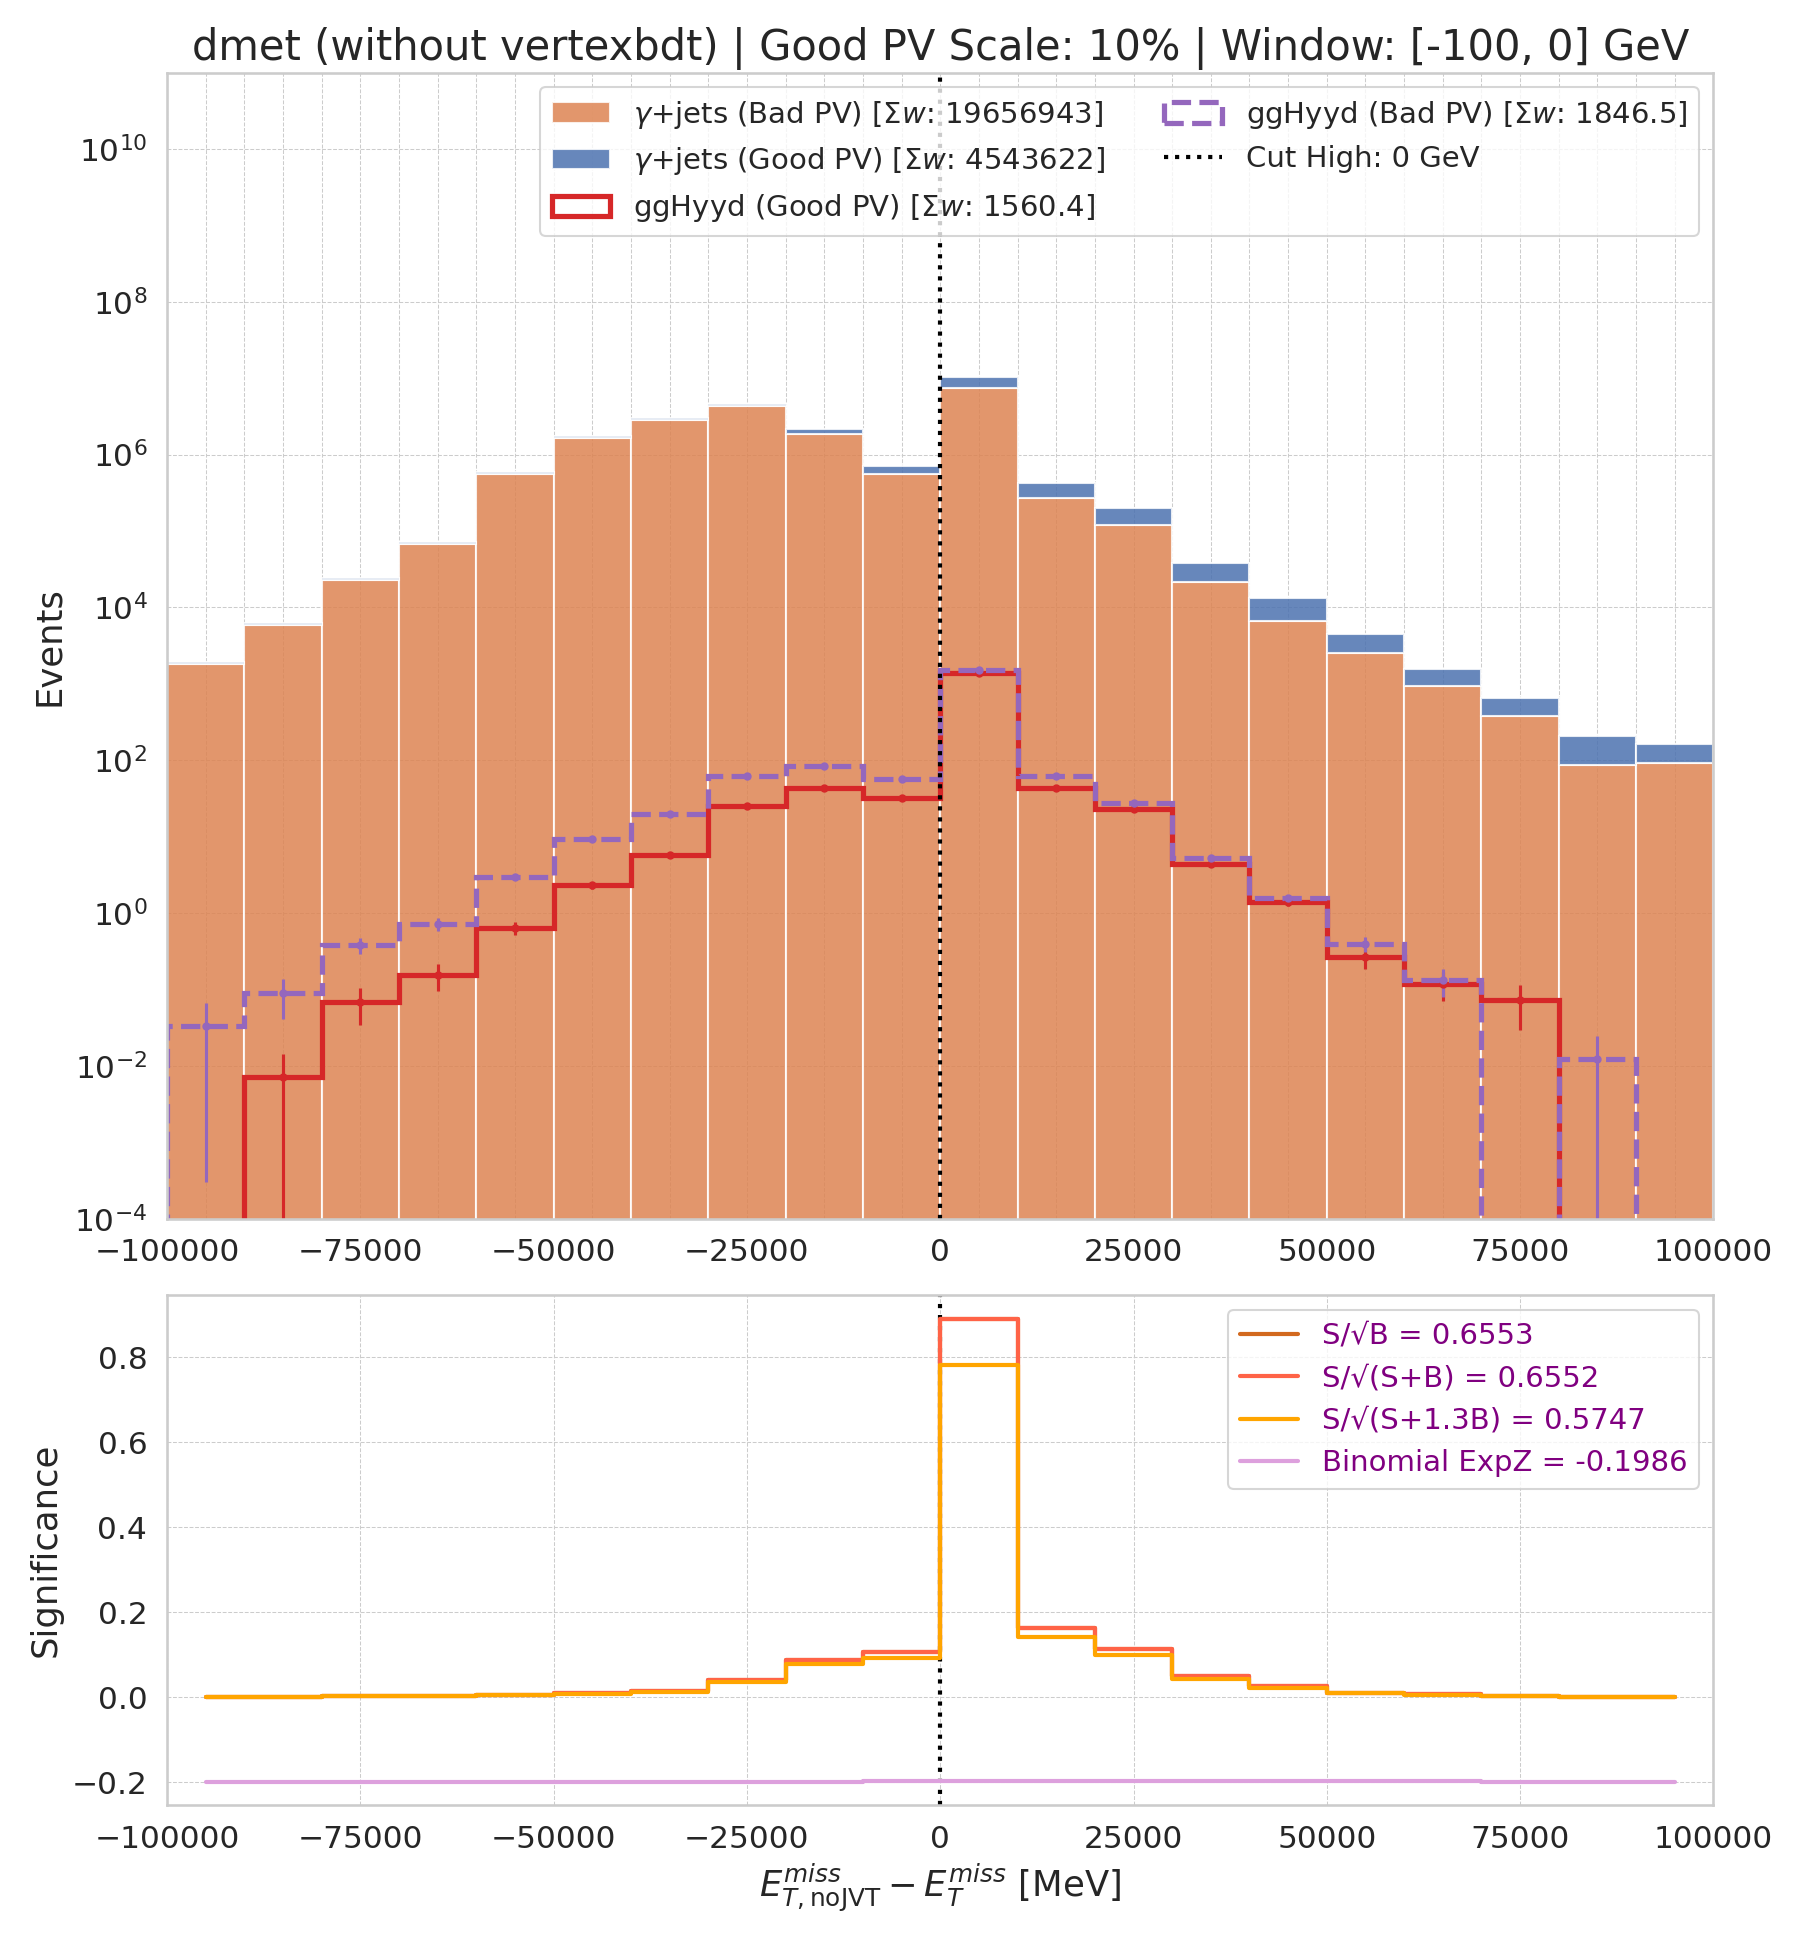 dmet (without vertexbdt) | Good PV Scale: 10% | Window: [-100, 0] GeV
γ+jets (Bad PV) [Σw: 19656943]
γ+jets (Good PV) [Σw: 4543622]
ggHyyd (Good PV) [Σw: 1560.4]
ggHyyd (Bad PV) [Σw: 1846.5]
Cut High: 0 GeV
Events
10^10
10^8
10^6
10^4
10^2
10^0
10^−2
10^−4
−100000 −75000 −50000 −25000 0 25000 50000 75000 100000
Significance
0.8
0.6
0.4
0.2
0.0
−0.2
S/√B = 0.6553
S/√(S+B) = 0.6552
S/√(S+1.3B) = 0.5747
Binomial ExpZ = -0.1986
−100000 −75000 −50000 −25000 0 25000 50000 75000 100000
E_{T, noJVT}^{miss} − E_T^{miss} [MeV]